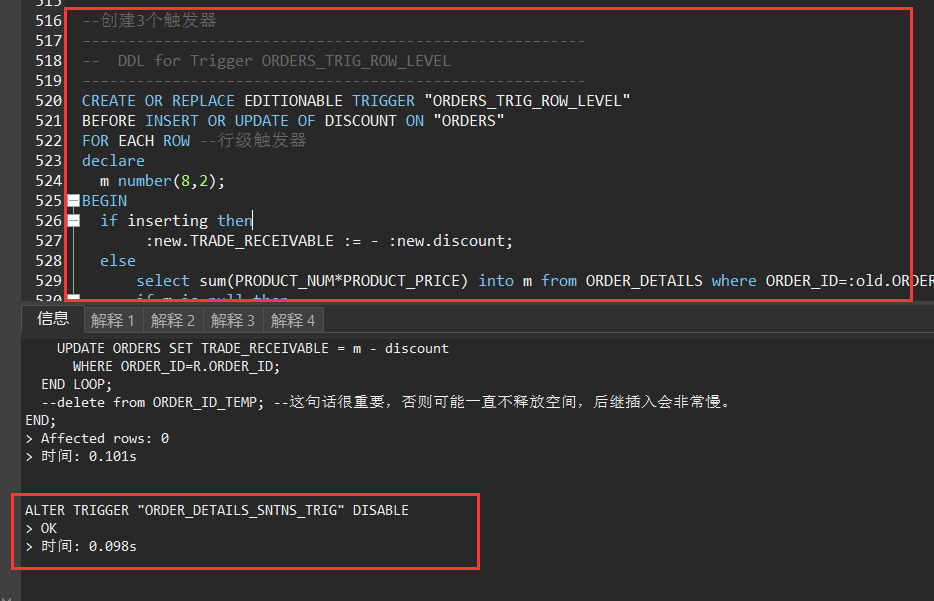 515
516 --创建3个触发器
517 --------------------------------------------------------
518 --  DDL for Trigger ORDERS_TRIG_ROW_LEVEL
519 --------------------------------------------------------
520 CREATE OR REPLACE EDITIONABLE TRIGGER "ORDERS_TRIG_ROW_LEVEL"
521 BEFORE INSERT OR UPDATE OF DISCOUNT ON "ORDERS"
522 FOR EACH ROW --行级触发器
523 declare
524 m number(8,2);
525 BEGIN
526 if inserting then
527 :new.TRADE_RECEIVABLE := - :new.discount;
528 else
529 select sum(PRODUCT_NUM*PRODUCT_PRICE) into m from ORDER_DETAILS where ORDER_ID=:old.ORDER
530 if m is null then
信息 解释 1 解释 2 解释 3 解释 4
UPDATE ORDERS SET TRADE_RECEIVABLE = m - discount
WHERE ORDER_ID=R.ORDER_ID;
END LOOP;
--delete from ORDER_ID_TEMP; --这句话很重要，否则可能一直不释放空间，后继插入会非常慢。
END;
> Affected rows: 0
> 时间: 0.101s
ALTER TRIGGER "ORDER_DETAILS_SNTNS_TRIG" DISABLE
> OK
> 时间: 0.098s